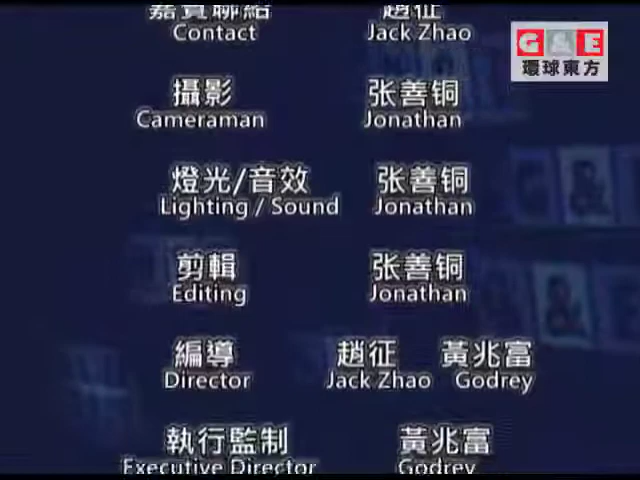 嘉賓聯絡 趙征
Contact Jack Zhao
G&E
環球東方
攝影 张善铜
Cameraman Jonathan
燈光/音效 张善铜
Lighting / Sound Jonathan
剪輯 张善铜
Editing Jonathan
編導 趙征 黃兆富
Director Jack Zhao Godrey
執行監制 黃兆富
Executive Director Godrey